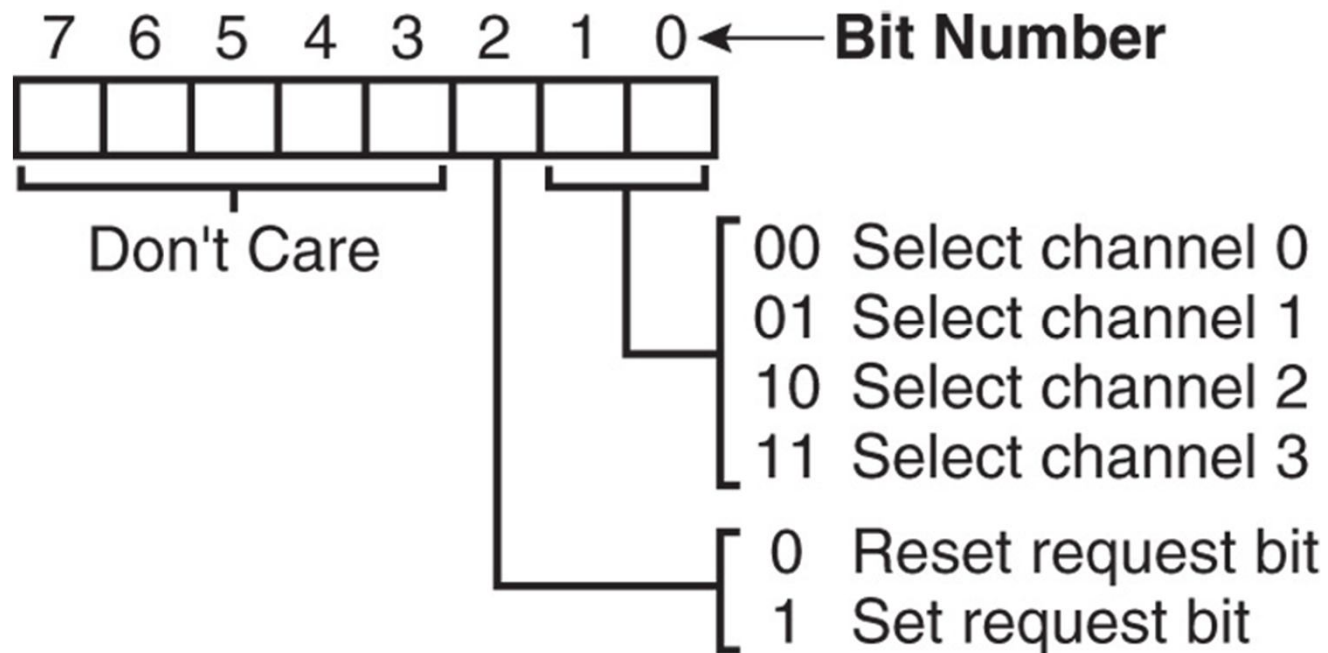 7 6 5 4 3 2 1 0 Bit Number
Don't Care
00 Select channel 0
01 Select channel 1
10 Select channel 2
11 Select channel 3
0 Reset request bit
1 Set request bit